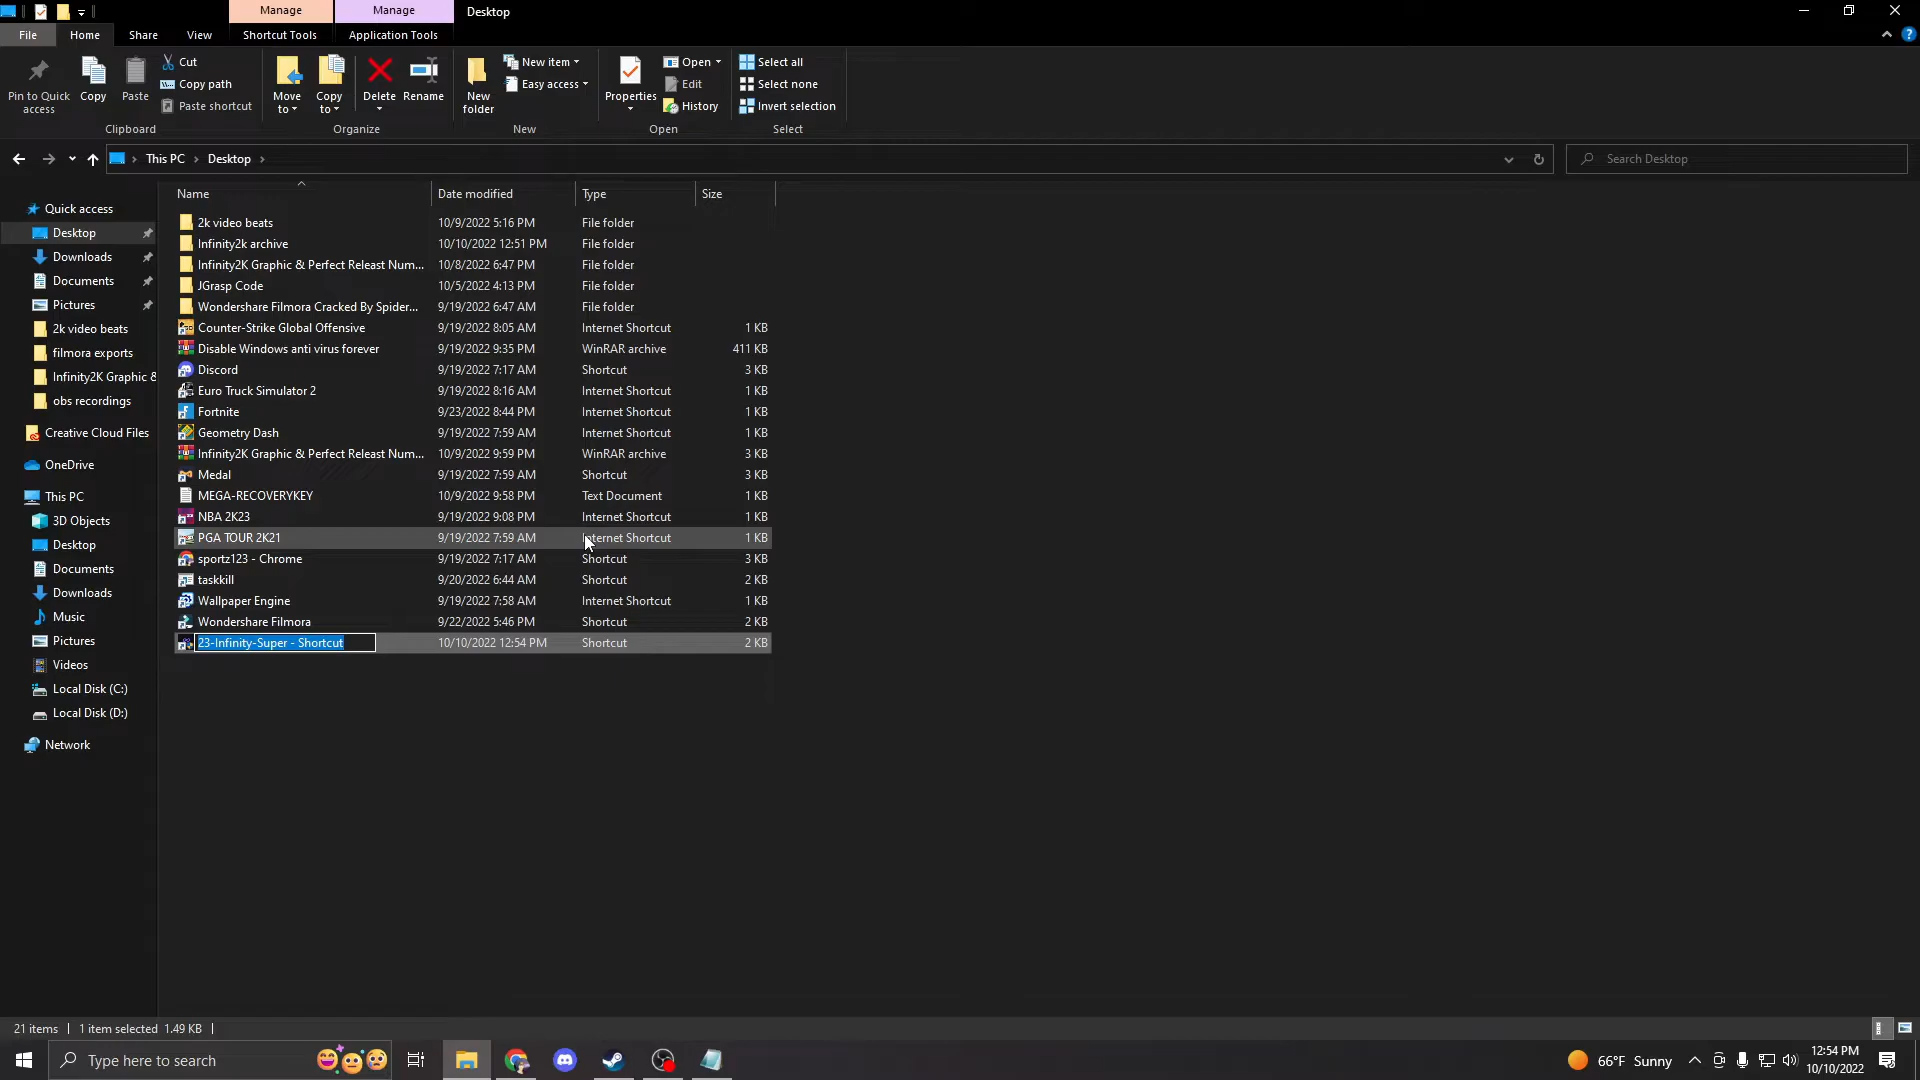 Manage
Manage
Desktop
File
Home
Share
View
Shortcut Tools
Application Tools
Pin to Quick access
Copy
Paste
Cut
Copy path
Paste shortcut
Move to
Copy to
Delete
Rename
New folder
New item
Easy access
Properties
Open
Edit
History
Select all
Select none
Invert selection
Clipboard
Organize
New
Open
Select
This PC
Desktop
Search Desktop
Name
Date modified
Type
Size
Quick access
Desktop
Downloads
Documents
Pictures
2k video beats
filmora exports
Infinity2K Graphic &
obs recordings
Creative Cloud Files
OneDrive
This PC
3D Objects
Desktop
Documents
Downloads
Music
Pictures
Videos
Local Disk (C:)
Local Disk (D:)
Network
2k video beats 10/9/2022 5:16 PM File folder
Infinity2k archive 10/10/2022 12:51 PM File folder
Infinity2K Graphic & Perfect Releast Num... 10/8/2022 6:47 PM File folder
JGrasp Code 10/5/2022 4:13 PM File folder
Wondershare Filmora Cracked By Spider... 9/19/2022 6:47 AM File folder
Counter-Strike Global Offensive 9/19/2022 8:05 AM Internet Shortcut 1 KB
Disable Windows anti virus forever 9/19/2022 9:35 PM WinRAR archive 411 KB
Discord 9/19/2022 7:17 AM Shortcut 3 KB
Euro Truck Simulator 2 9/19/2022 8:16 AM Internet Shortcut 1 KB
Fortnite 9/23/2022 8:44 PM Internet Shortcut 1 KB
Geometry Dash 9/19/2022 7:59 AM Internet Shortcut 1 KB
Infinity2K Graphic & Perfect Releast Num... 10/9/2022 9:59 PM WinRAR archive 3 KB
Medal 9/19/2022 7:59 AM Shortcut 3 KB
MEGA-RECOVERYKEY 10/9/2022 9:58 PM Text Document 1 KB
NBA 2K23 9/19/2022 9:08 PM Internet Shortcut 1 KB
PGA TOUR 2K21 9/19/2022 7:59 AM Internet Shortcut 1 KB
sportz123 - Chrome 9/19/2022 7:17 AM Shortcut 3 KB
taskkill 9/20/2022 6:44 AM Shortcut 2 KB
Wallpaper Engine 9/19/2022 7:58 AM Internet Shortcut 1 KB
Wondershare Filmora 9/22/2022 5:46 PM Shortcut 2 KB
23-Infinity-Super - Shortcut 10/10/2022 12:54 PM Shortcut 2 KB
21 items 1 item selected 1.49 KB
Type here to search
66°F Sunny
12:54 PM
10/10/2022